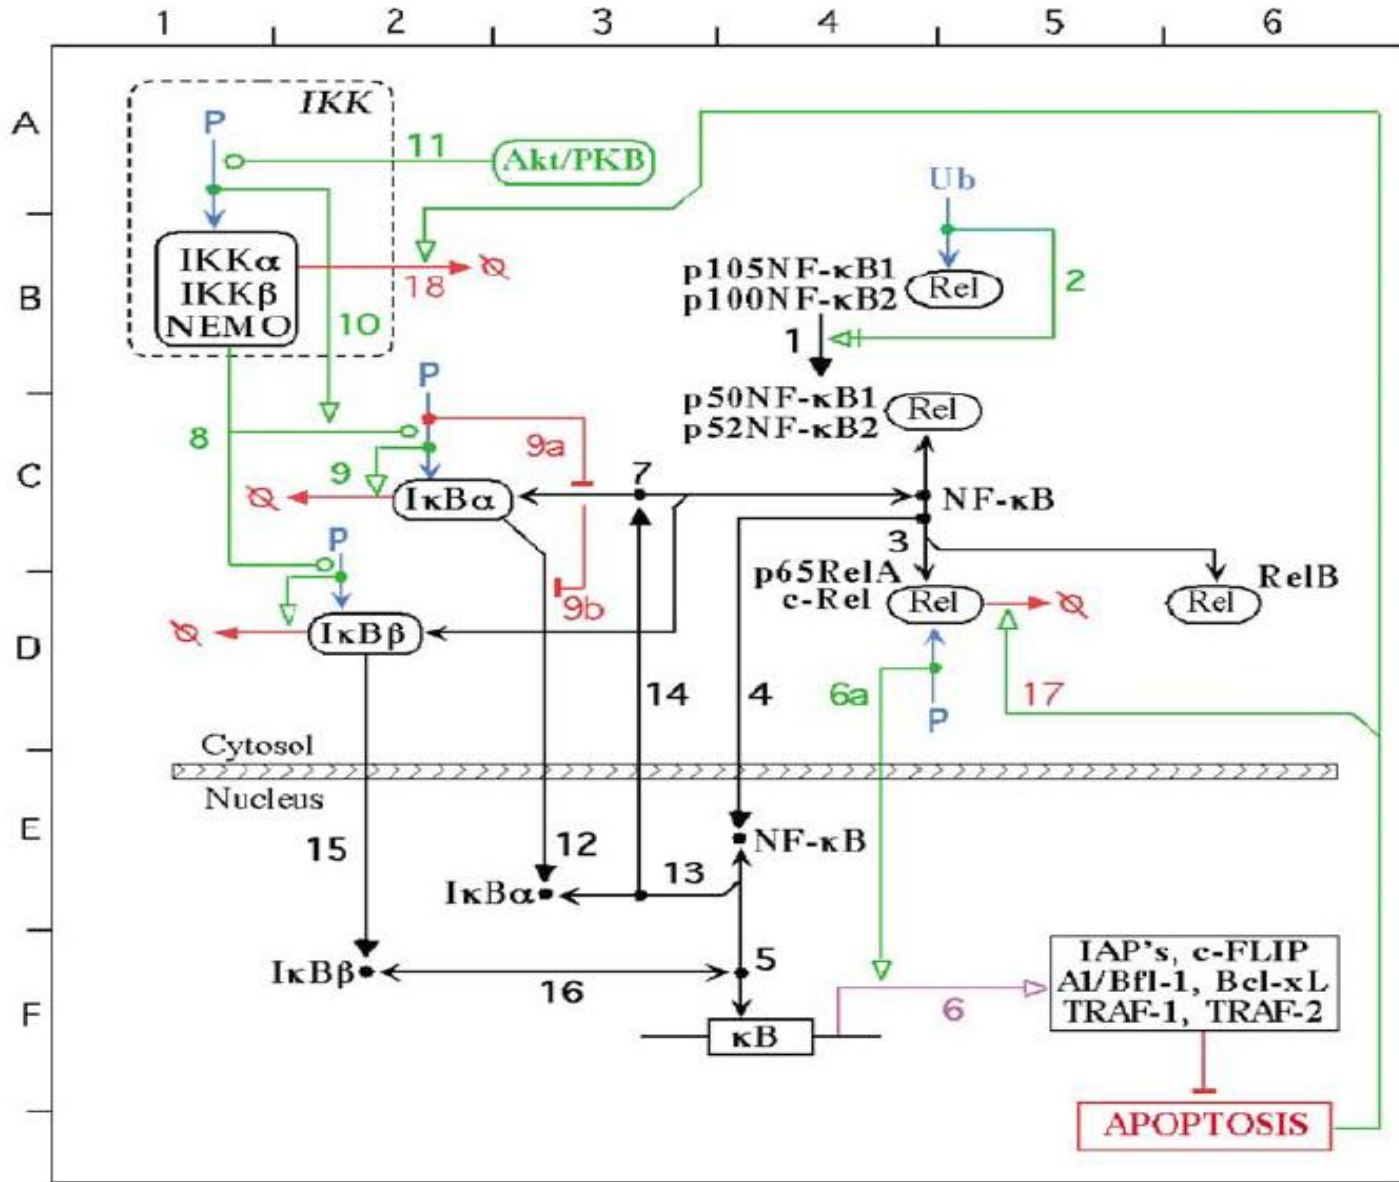 1 2 3 4 5 6
A
B
C
D
E
F
IKK
P
11
Akt/PKB
Ub
IKKα
IKKβ
NEMO
18
10
p105NF-κB1
p100NF-κB2
Rel
2
1
P
8
9
9a
p50NF-κB1
p52NF-κB2
Rel
7
IκBα
NF-κB
3
P
9b
p65RelA
c-Rel
Rel
RelB
Rel
IκBβ
14
4
6a
17
P
Cytosol
Nucleus
15
12
NF-κB
13
IκBα
IκBβ
16
5
κB
6
IAP's, c-FLIP
A1/Bfl-1, Bcl-xL
TRAF-1, TRAF-2
APOPTOSIS